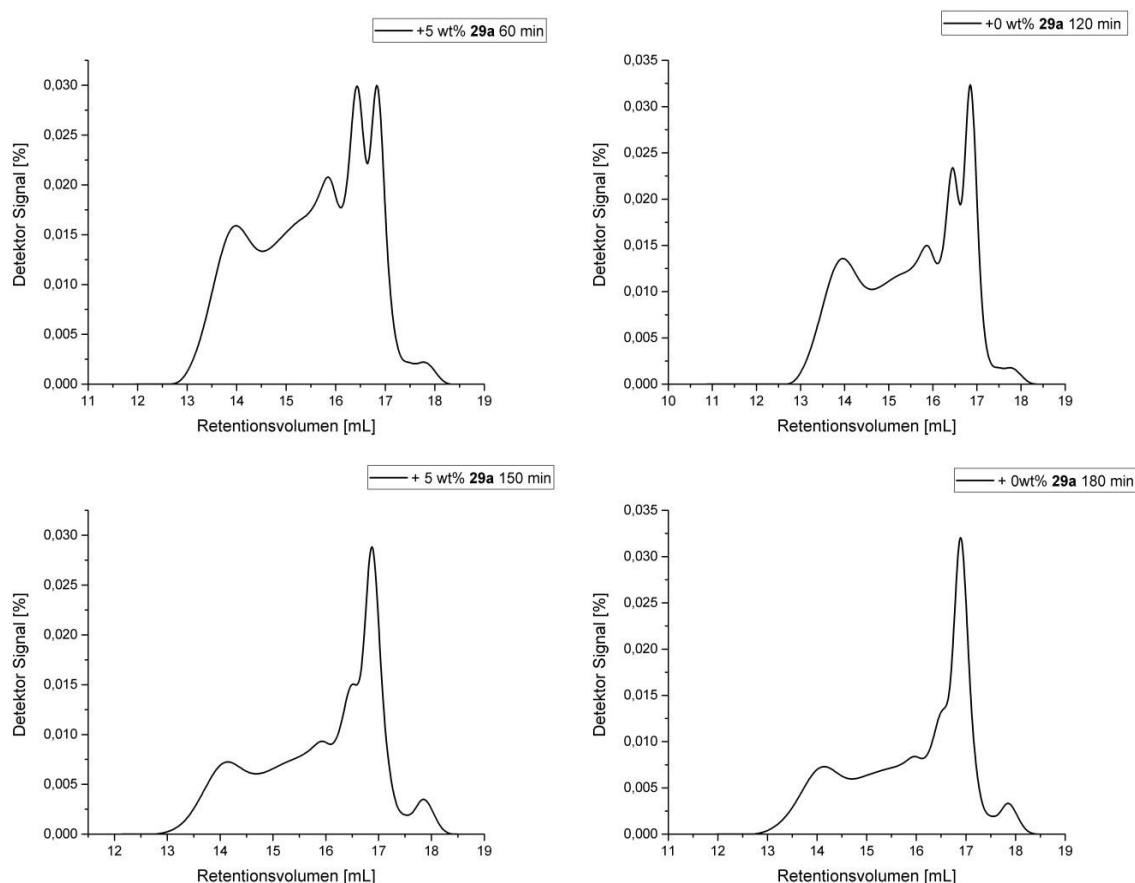 +5 wt% 29a 60 min
Detektor Signal [%]
0,030
0,025
0,020
0,015
0,010
0,005
0,000
11 12 13 14 15 16 17 18 19
Retentionsvolumen [mL]
+0 wt% 29a 120 min
Detektor Signal [%]
0,035
0,030
0,025
0,020
0,015
0,010
0,005
0,000
10 11 12 13 14 15 16 17 18 19
Retentionsvolumen [mL]
+ 5 wt% 29a 150 min
Detektor Signal [%]
0,030
0,025
0,020
0,015
0,010
0,005
0,000
12 13 14 15 16 17 18 19
Retentionsvolumen [mL]
+ 0wt% 29a 180 min
Detektor Signal [%]
0,035
0,030
0,025
0,020
0,015
0,010
0,005
0,000
11 12 13 14 15 16 17 18 19
Retentionsvolumen [mL]